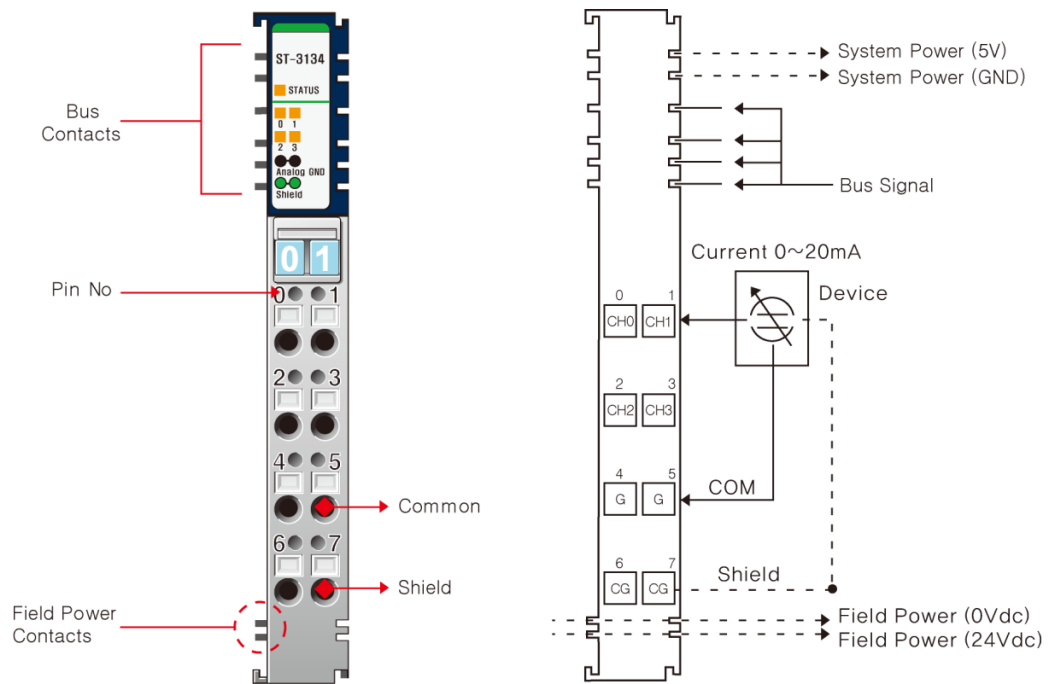 ST-3134
STATUS
0 1
2 3
Analog GND
Shield
Bus
Contacts
01
Pin No
0 1
2 3
4 5
Common
6 7
Shield
Field Power
Contacts
System Power (5V)
System Power (GND)
Bus Signal
Current 0~20mA
Device
0 1
CH0 CH1
2 3
CH2 CH3
4 5
G G
COM
6 7
CG CG
Shield
Field Power (0Vdc)
Field Power (24Vdc)